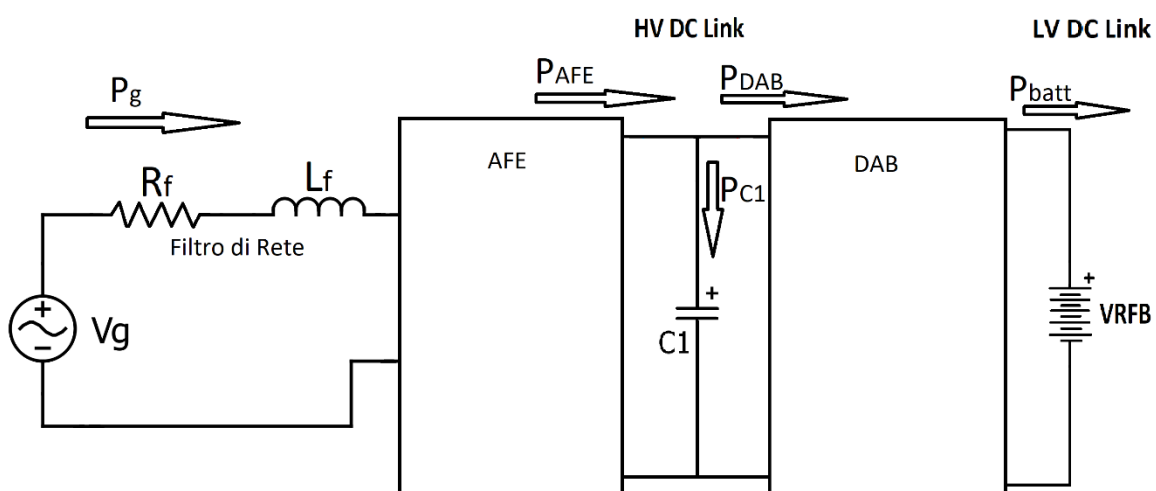 HV DC Link
LV DC Link
Pg
PAFE
PDAB
Pbatt
Rf
Lf
AFE
DAB
PC1
Filtro di Rete
+
+
Vg
C1
+
VRFB
−